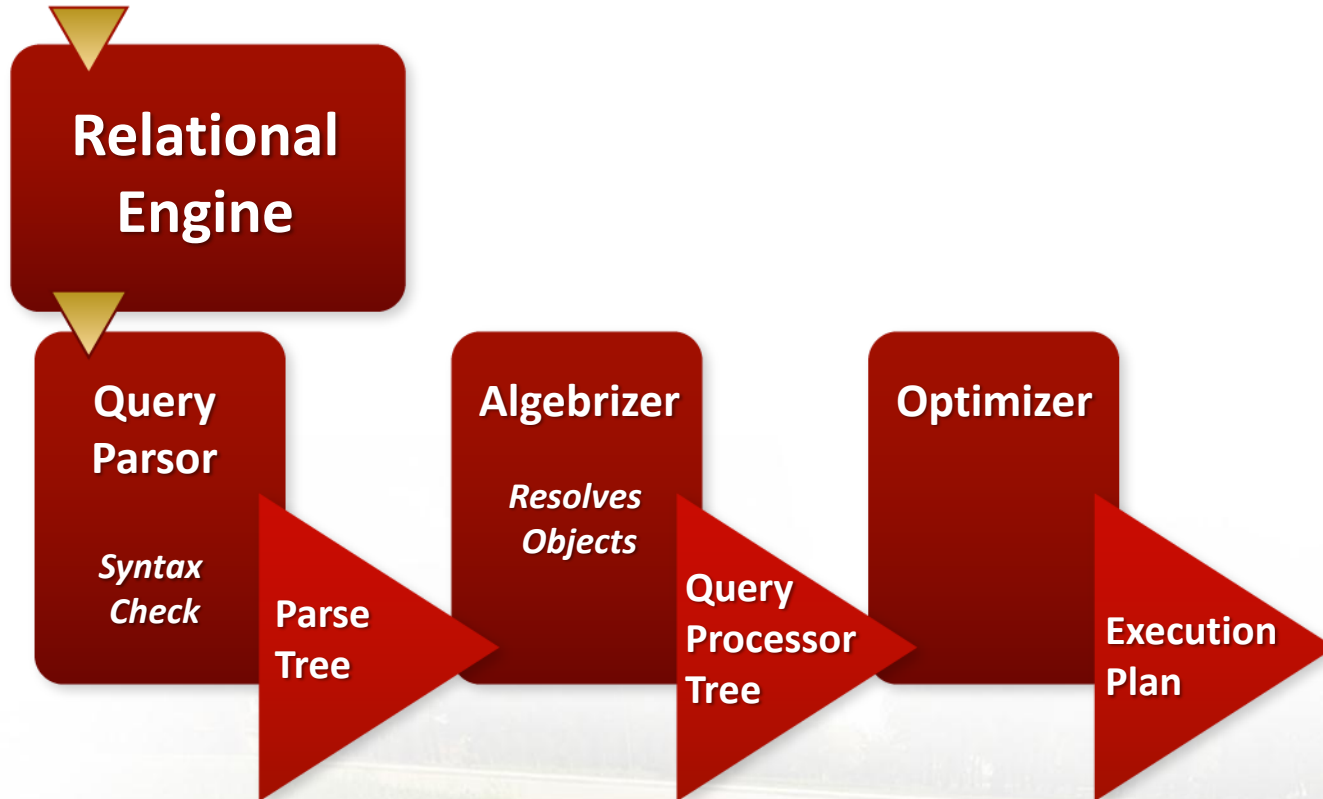 Relational
Engine
Query
Parsor
Syntax
Check
Parse
Tree
Algebrizer
Resolves
Objects
Query
Processor
Tree
Optimizer
Execution
Plan